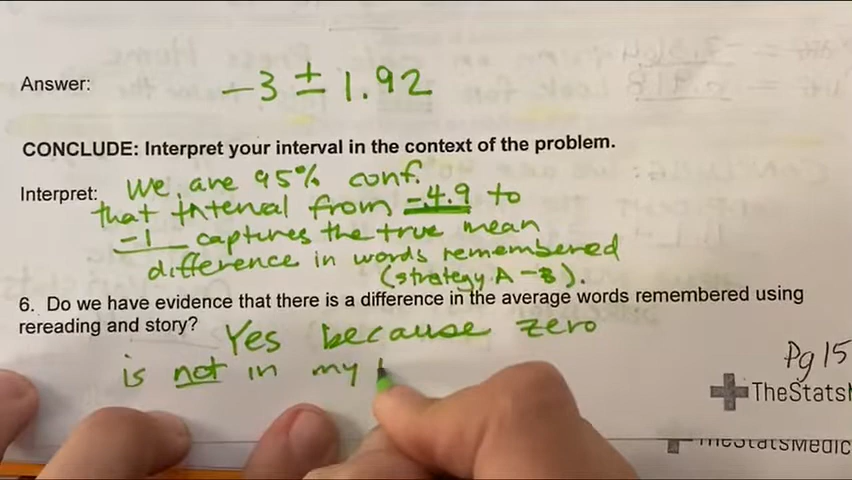 Answer: -3 ± 1.92
CONCLUDE: Interpret your interval in the context of the problem.
Interpret: We are 95% conf.
that interval from -4.9 to
-1 captures the true mean
difference in words remembered
(strategy A - B).
6. Do we have evidence that there is a difference in the average words remembered using
rereading and story? Yes because zero
is not in my
Pg 15
TheStatsM
TheStatsMedic